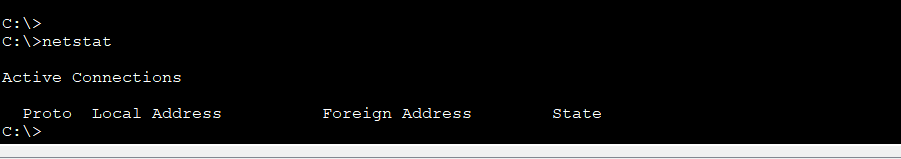 C:\>
C:\>netstat
Active Connections
Proto Local Address Foreign Address State
C:\>